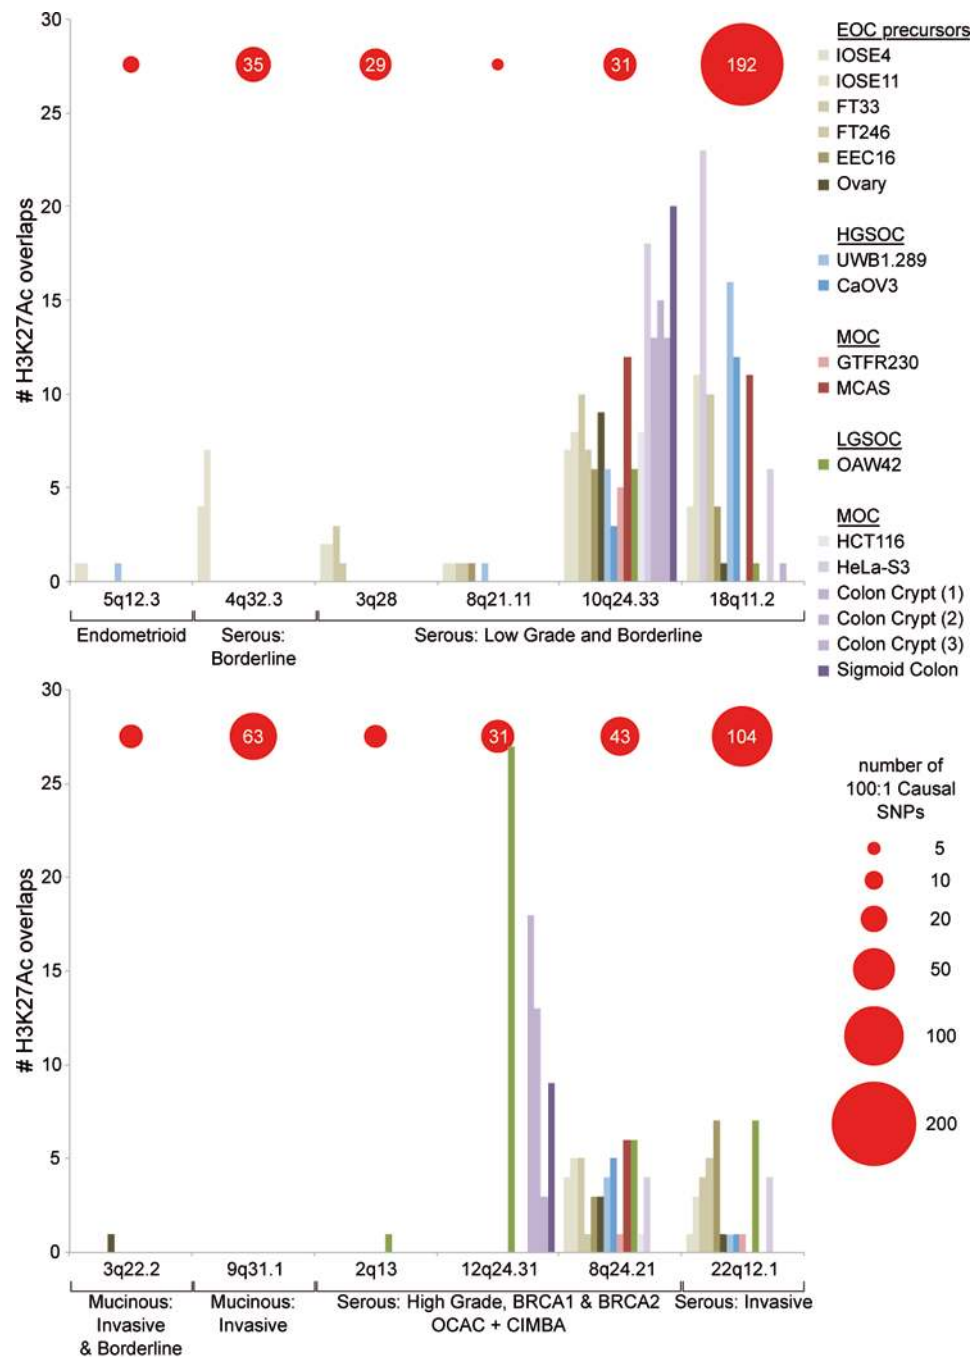 30
25
20
15
10
5
0
# H3K27Ac overlaps
35
29
31
192
5q12.3
4q32.3
3q28
8q21.11
10q24.33
18q11.2
Endometrioid
Serous:
Borderline
Serous: Low Grade and Borderline
EOC precursors
IOSE4
IOSE11
FT33
FT246
EEC16
Ovary
HGSOC
UWB1.289
CaOV3
MOC
GTFR230
MCAS
LGSOC
OAW42
MOC
HCT116
HeLa-S3
Colon Crypt (1)
Colon Crypt (2)
Colon Crypt (3)
Sigmoid Colon
30
25
20
15
10
5
0
# H3K27Ac overlaps
63
31
43
104
3q22.2
9q31.1
2q13
12q24.31
8q24.21
22q12.1
Mucinous:
Invasive
& Borderline
Mucinous:
Invasive
Serous: High Grade, BRCA1 & BRCA2
OCAC + CIMBA
Serous: Invasive
number of
100:1 Causal
SNPs
5
10
20
50
100
200